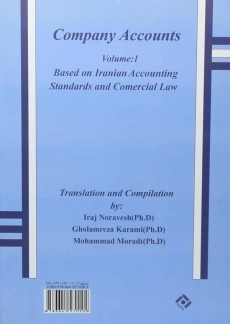 Company Accounts
Volume:1
Based on Iranian Accounting
Standards and Comercial Law
Translation and Compilation
by:
Iraj Noravesh(Ph.D)
Gholamreza Karami(Ph.D)
Mohammad Moradi(Ph.D)